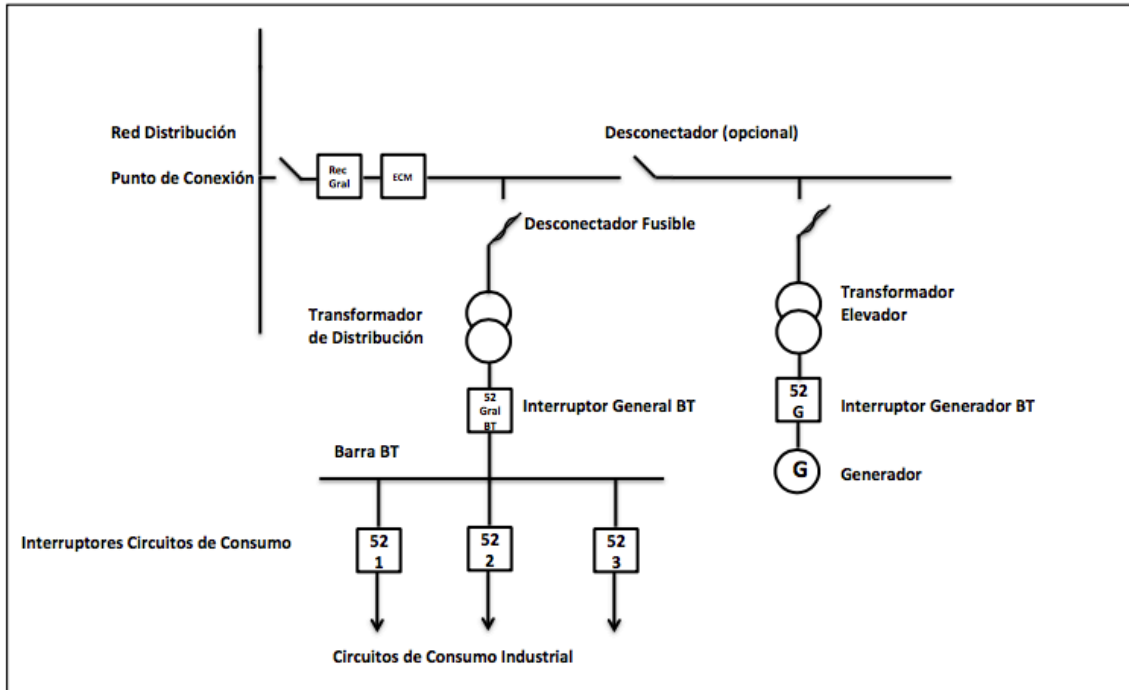 Red Distribución
Desconectador (opcional)
Punto de Conexión
Rec
Gral
ECM
Desconectador Fusible
Transformador
de Distribución
Transformador
Elevador
52
Gral
BT
Interruptor General BT
52
G
Interruptor Generador BT
Barra BT
G
Generador
Interruptores Circuitos de Consumo
52
1
52
2
52
3
Circuitos de Consumo Industrial